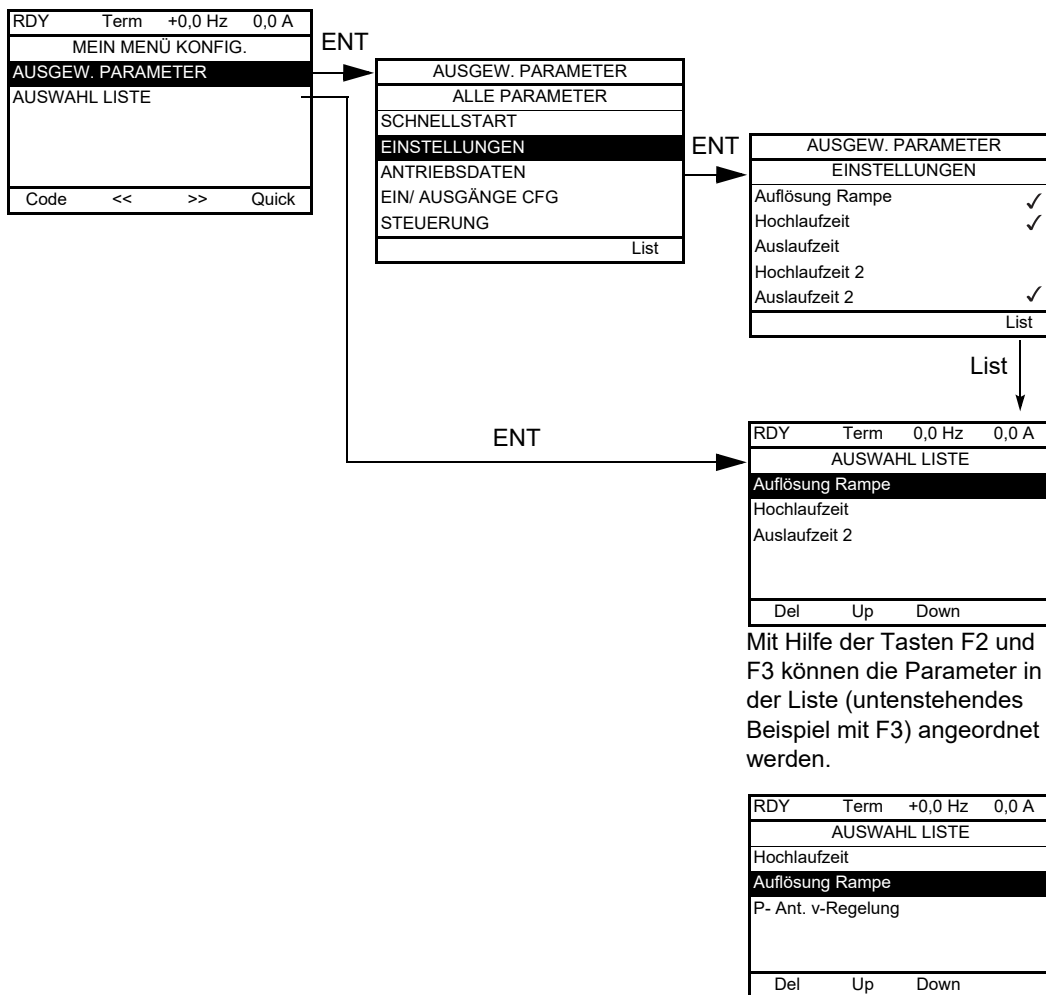 RDY Term +0,0 Hz 0,0 A
MEIN MENÜ KONFIG.
AUSGEW. PARAMETER
AUSWAHL LISTE
Code << >> Quick
ENT
AUSGEW. PARAMETER
ALLE PARAMETER
SCHNELLSTART
EINSTELLUNGEN
ANTRIEBSDATEN
EIN/ AUSGÄNGE CFG
STEUERUNG
List
ENT
AUSGEW. PARAMETER
EINSTELLUNGEN
Auflösung Rampe ✓
Hochlaufzeit ✓
Auslaufzeit
Hochlaufzeit 2
Auslaufzeit 2 ✓
List
List
ENT
RDY Term 0,0 Hz 0,0 A
AUSWAHL LISTE
Auflösung Rampe
Hochlaufzeit
Auslaufzeit 2
Del Up Down
Mit Hilfe der Tasten F2 und
F3 können die Parameter in
der Liste (untenstehendes
Beispiel mit F3) angeordnet
werden.
RDY Term +0,0 Hz 0,0 A
AUSWAHL LISTE
Hochlaufzeit
Auflösung Rampe
P- Ant. v-Regelung
Del Up Down